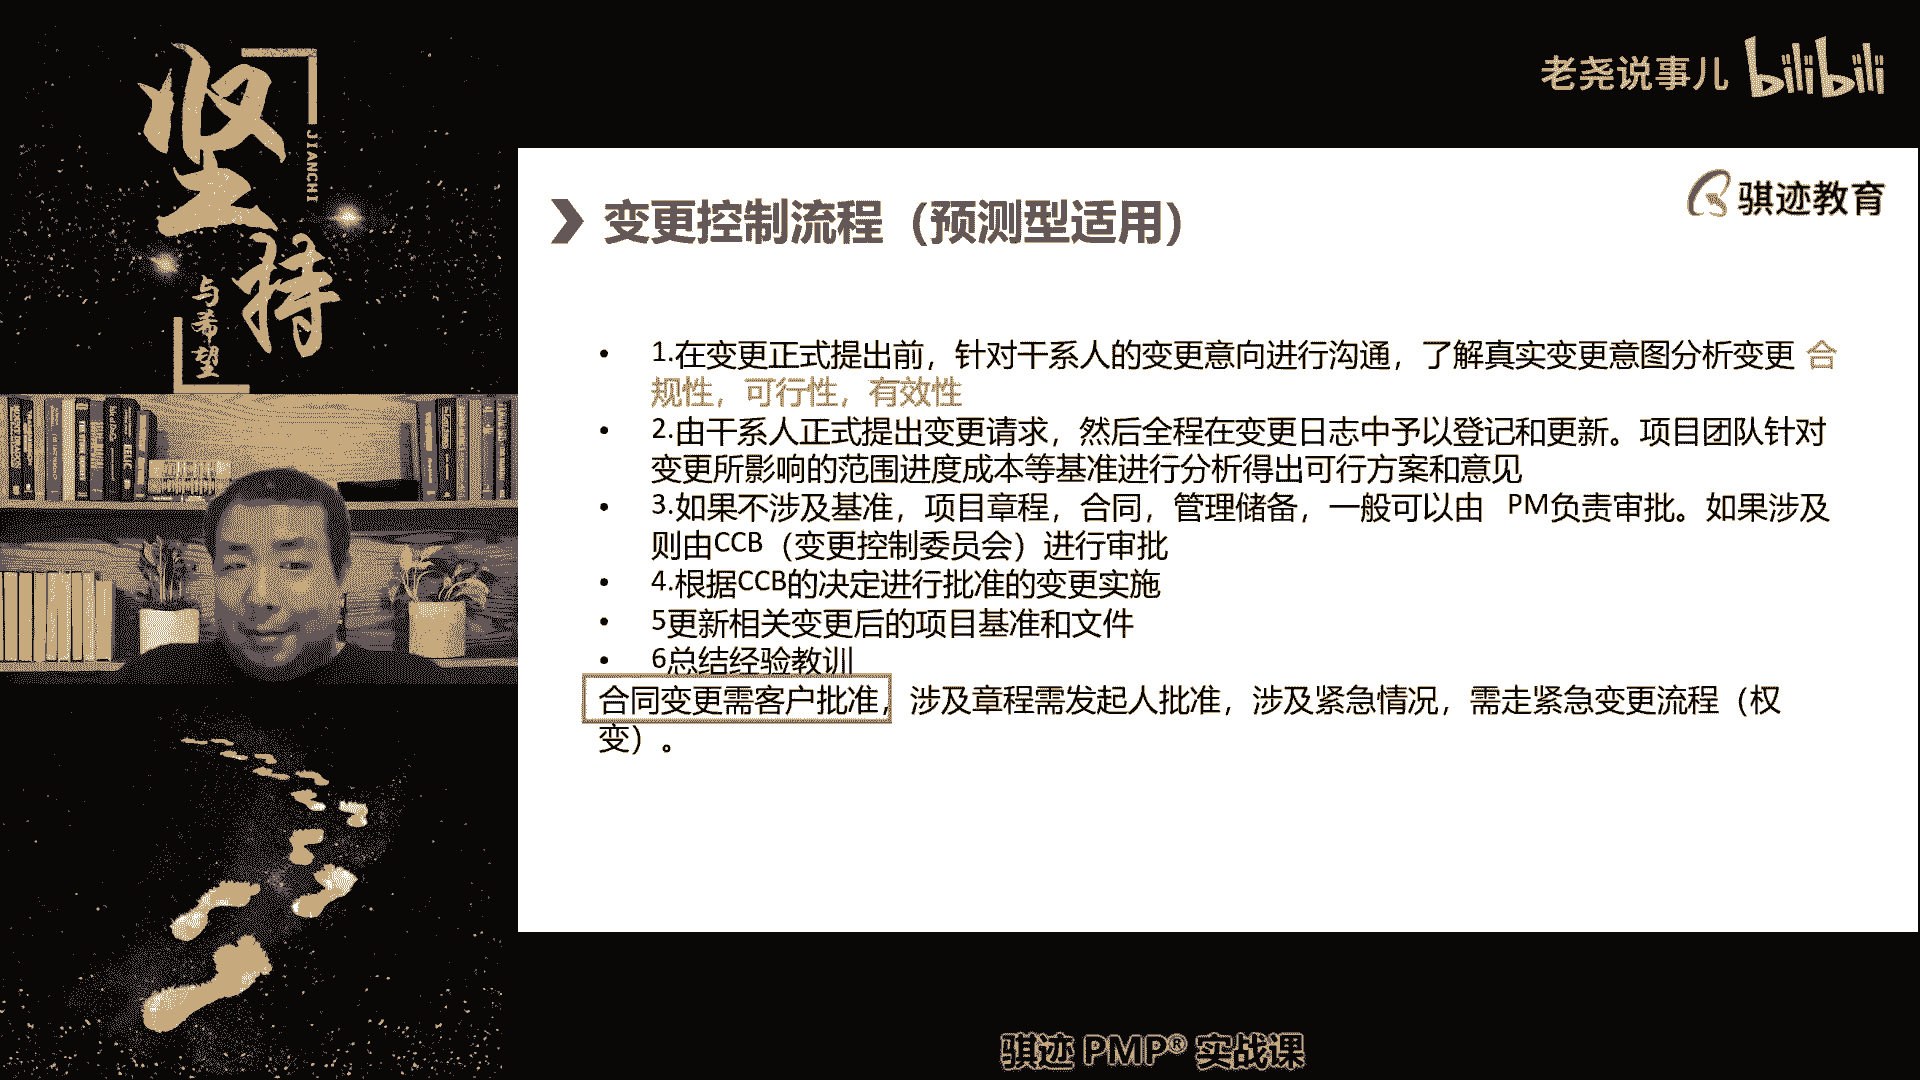 坚持
JIANCHI
与希望
老尧说事儿 bilibili
骐迹教育
变更控制流程（预测型适用）
1.在变更正式提出前，针对干系人的变更意向进行沟通，了解真实变更意图分析变更 合
规性，可行性，有效性
2.由干系人正式提出变更请求，然后全程在变更日志中予以登记和更新。项目团队针对
变更所影响的范围进度成本等基准进行分析得出可行方案和意见
3.如果不涉及基准，项目章程，合同，管理储备，一般可以由 PM负责审批。如果涉及
则由CCB（变更控制委员会）进行审批
4.根据CCB的决定进行批准的变更实施
5更新相关变更后的项目基准和文件
6总结经验教训
合同变更需客户批准，涉及章程需发起人批准，涉及紧急情况，需走紧急变更流程（权
变）。
骐迹 PMP® 实战课